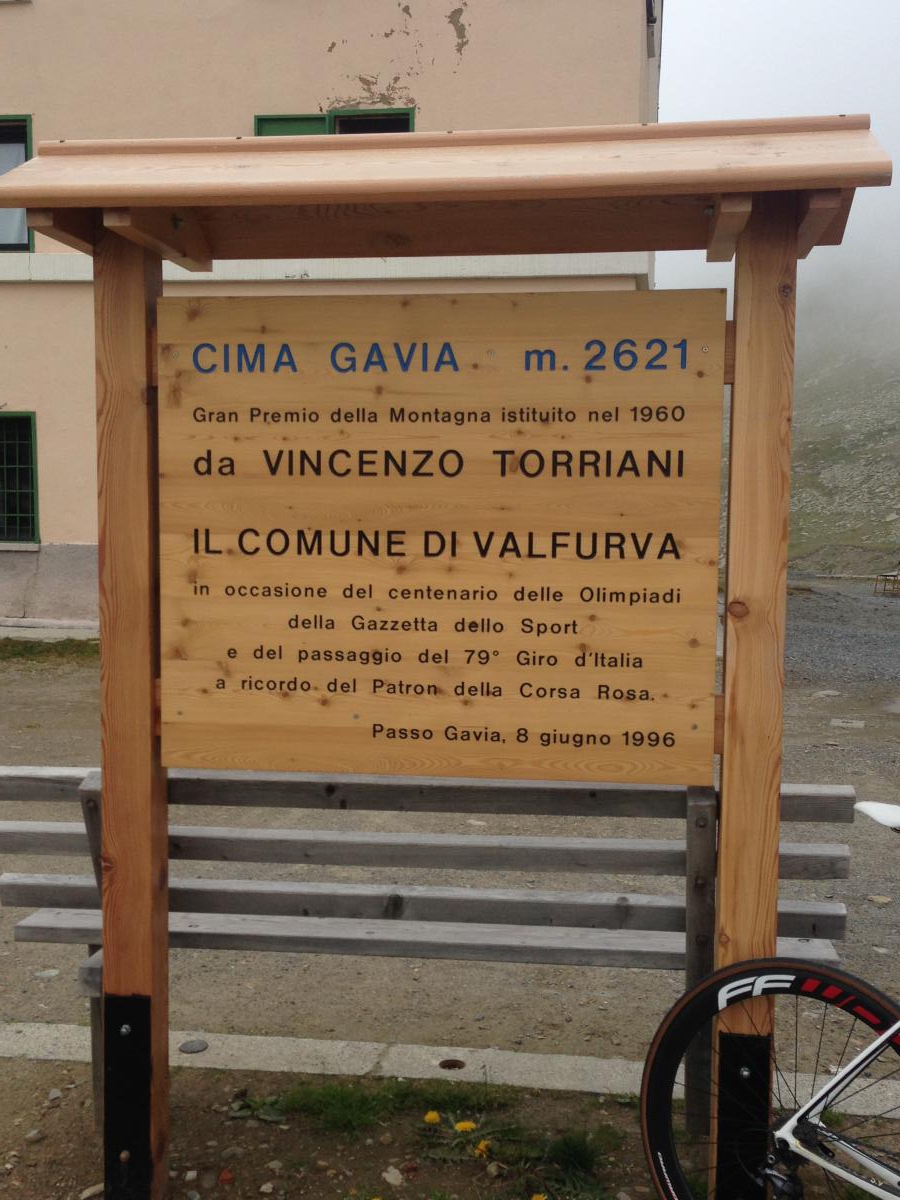 CIMA GAVIA m. 2621
Gran Premio della Montagna istituito nel 1960
da VINCENZO TORRIANI
IL COMUNE DI VALFURVA
in occasione del centenario delle Olimpiadi
della Gazzetta dello Sport
e del passaggio del 79° Giro d'Italia
a ricordo del Patron della Corsa Rosa.
Passo Gavia, 8 giugno 1996
FF